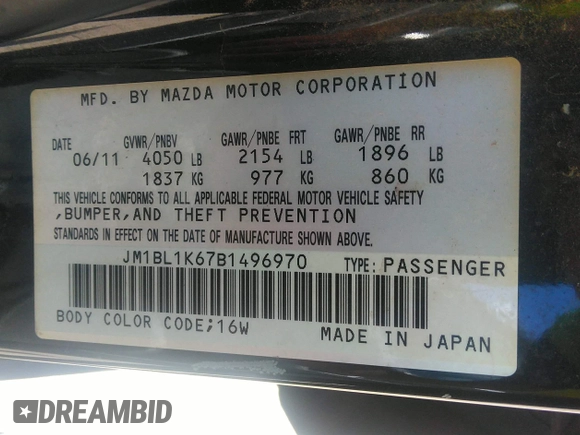 MFD. BY MAZDA MOTOR CORPORATION
DATE GVWR/PNBV GAWR/PNBE FRT GAWR/PNBE RR
06/11 4050 LB 2154 LB 1896 LB
1837 KG 977 KG 860 KG
THIS VEHICLE CONFORMS TO ALL APPLICABLE FEDERAL MOTOR VEHICLE SAFETY
,BUMPER,AND THEFT PREVENTION
STANDARDS IN EFFECT ON THE DATE OF MANUFACTURE SHOWN ABOVE.
JM1BL1K67B1496970 TYPE: PASSENGER
BODY COLOR CODE;16W MADE IN JAPAN
DREAMBID